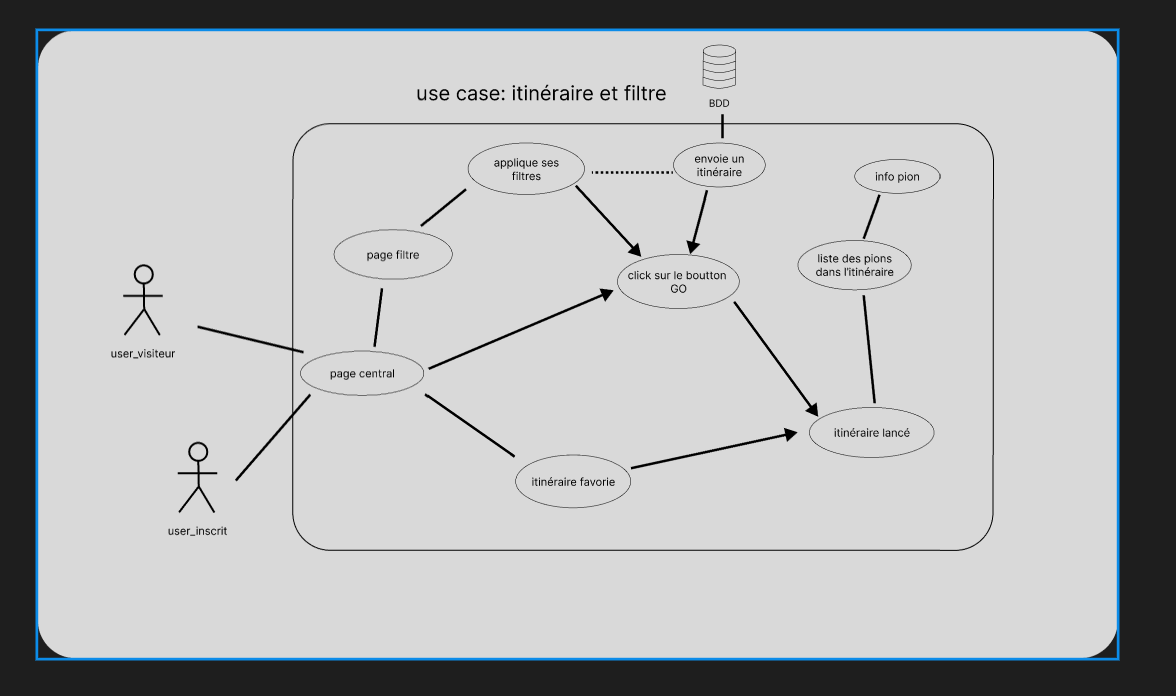 use case: itinéraire et filtre
BDD
applique ses
filtres
envoie un
itinéraire
info pion
page filtre
liste des pions
dans l'itinéraire
click sur le boutton
GO
user_visiteur
page central
itinéraire lancé
itinéraire favorie
user_inscrit